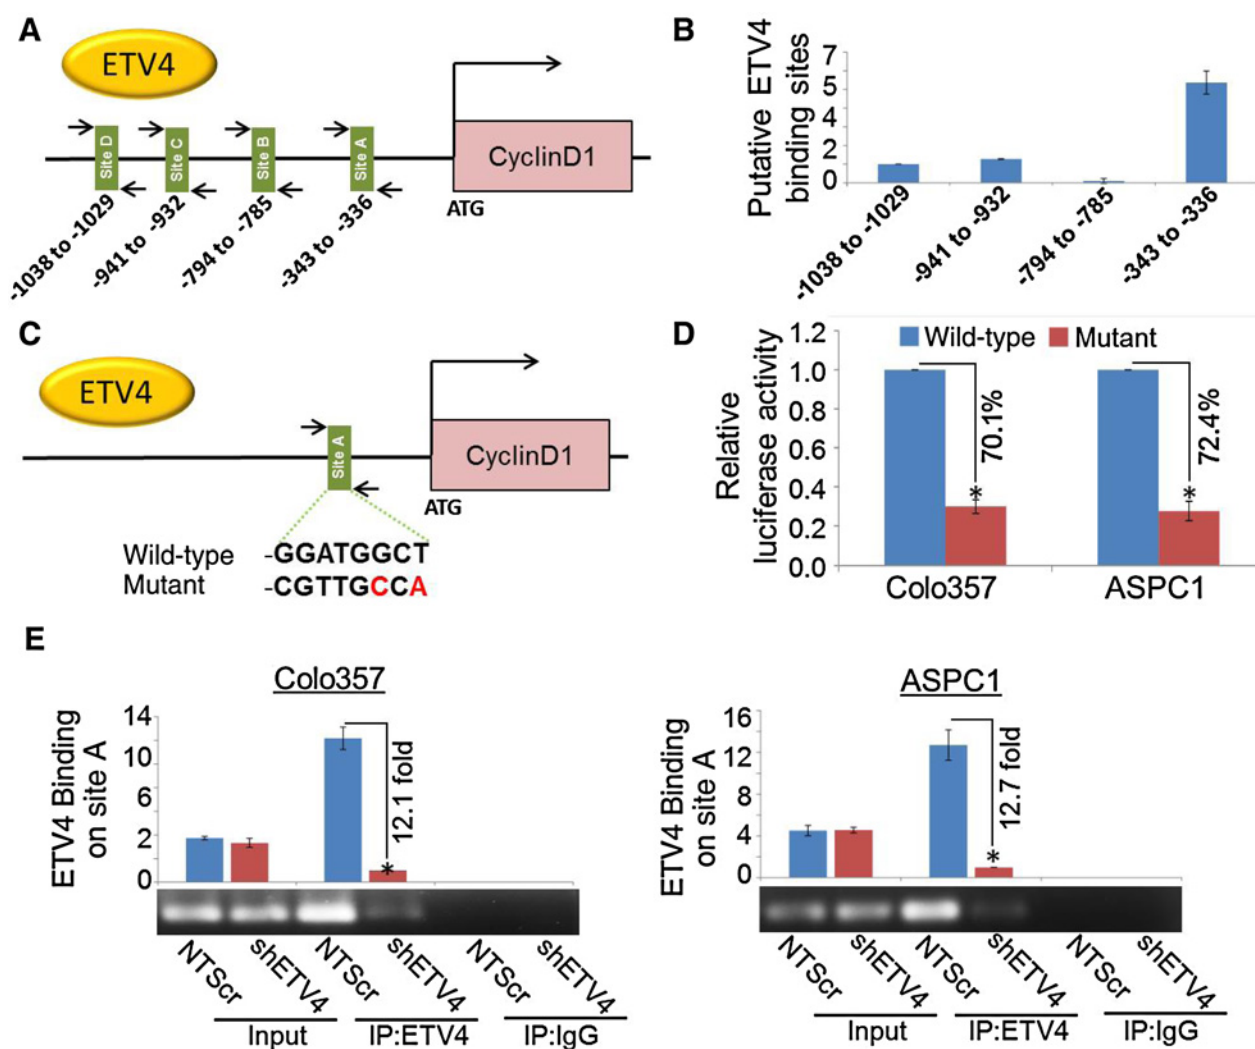 A
ETV4
Site D
Site C
Site B
Site A
CyclinD1
ATG
-1038 to -1029
-941 to -932
-794 to -785
-343 to -336
B
Putative ETV4
binding sites
7
5
4
2
1
0
-1038 to -1029
-941 to -932
-794 to -785
-343 to -336
C
ETV4
Site A
CyclinD1
ATG
Wild-type -GGATGGCT
Mutant -CGTTGCCA
D
Relative
luciferase activity
Wild-type Mutant
1.2
1.0
0.8
0.6
0.4
0.2
0.0
70.1%
*
72.4%
*
Colo357 ASPC1
E
Colo357
ETV4 Binding
on site A
14
12
2
2
0
12.1 fold
*
NTScr shETV4 NTScr shETV4 NTScr shETV4
Input IP:ETV4 IP:IgG
ASPC1
ETV4 Binding
on site A
16
12
8
4
0
12.7 fold
*
NTScr shETV4 NTScr shETV4 NTScr shETV4
Input IP:ETV4 IP:IgG